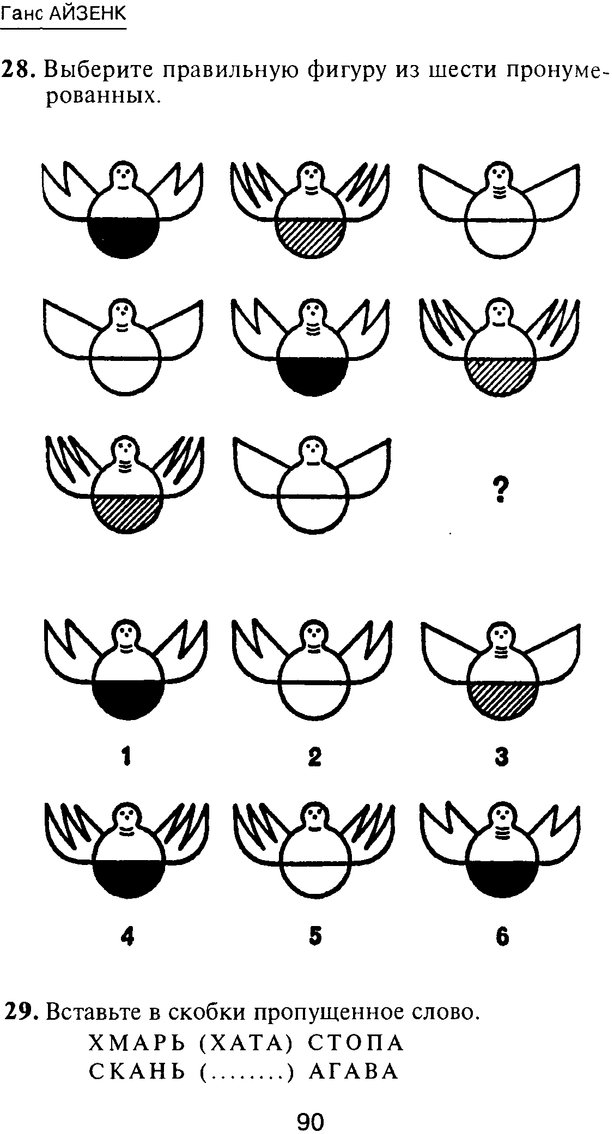 Ганс АЙЗЕНК
28. Выберите правильную фигуру из шести пронуме-
рованных.
?
1 2 3
4 5 6
29. Вставьте в скобки пропущенное слово.
ХМАРЬ (ХАТА) СТОПА
СКАНЬ (........) АГАВА
90